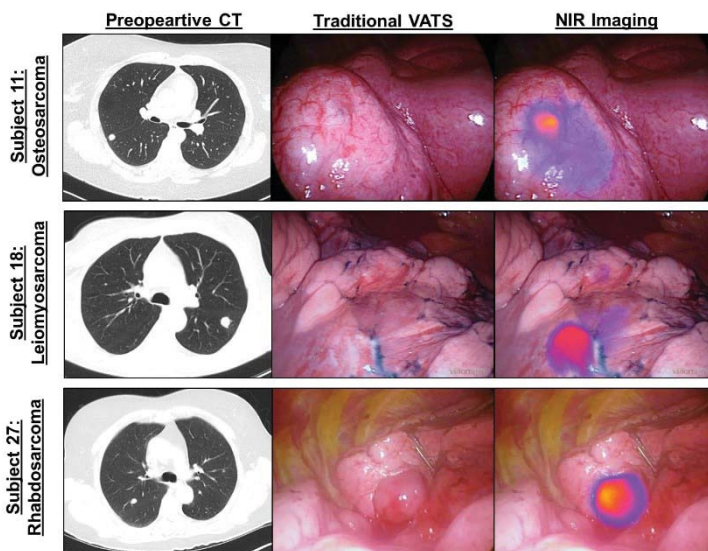 Preopeartive CT
Traditional VATS
NIR Imaging
Subject 11:
Osteosarcoma
Subject 18:
Leiomyosarcoma
Subject 27:
Rhabdosarcoma